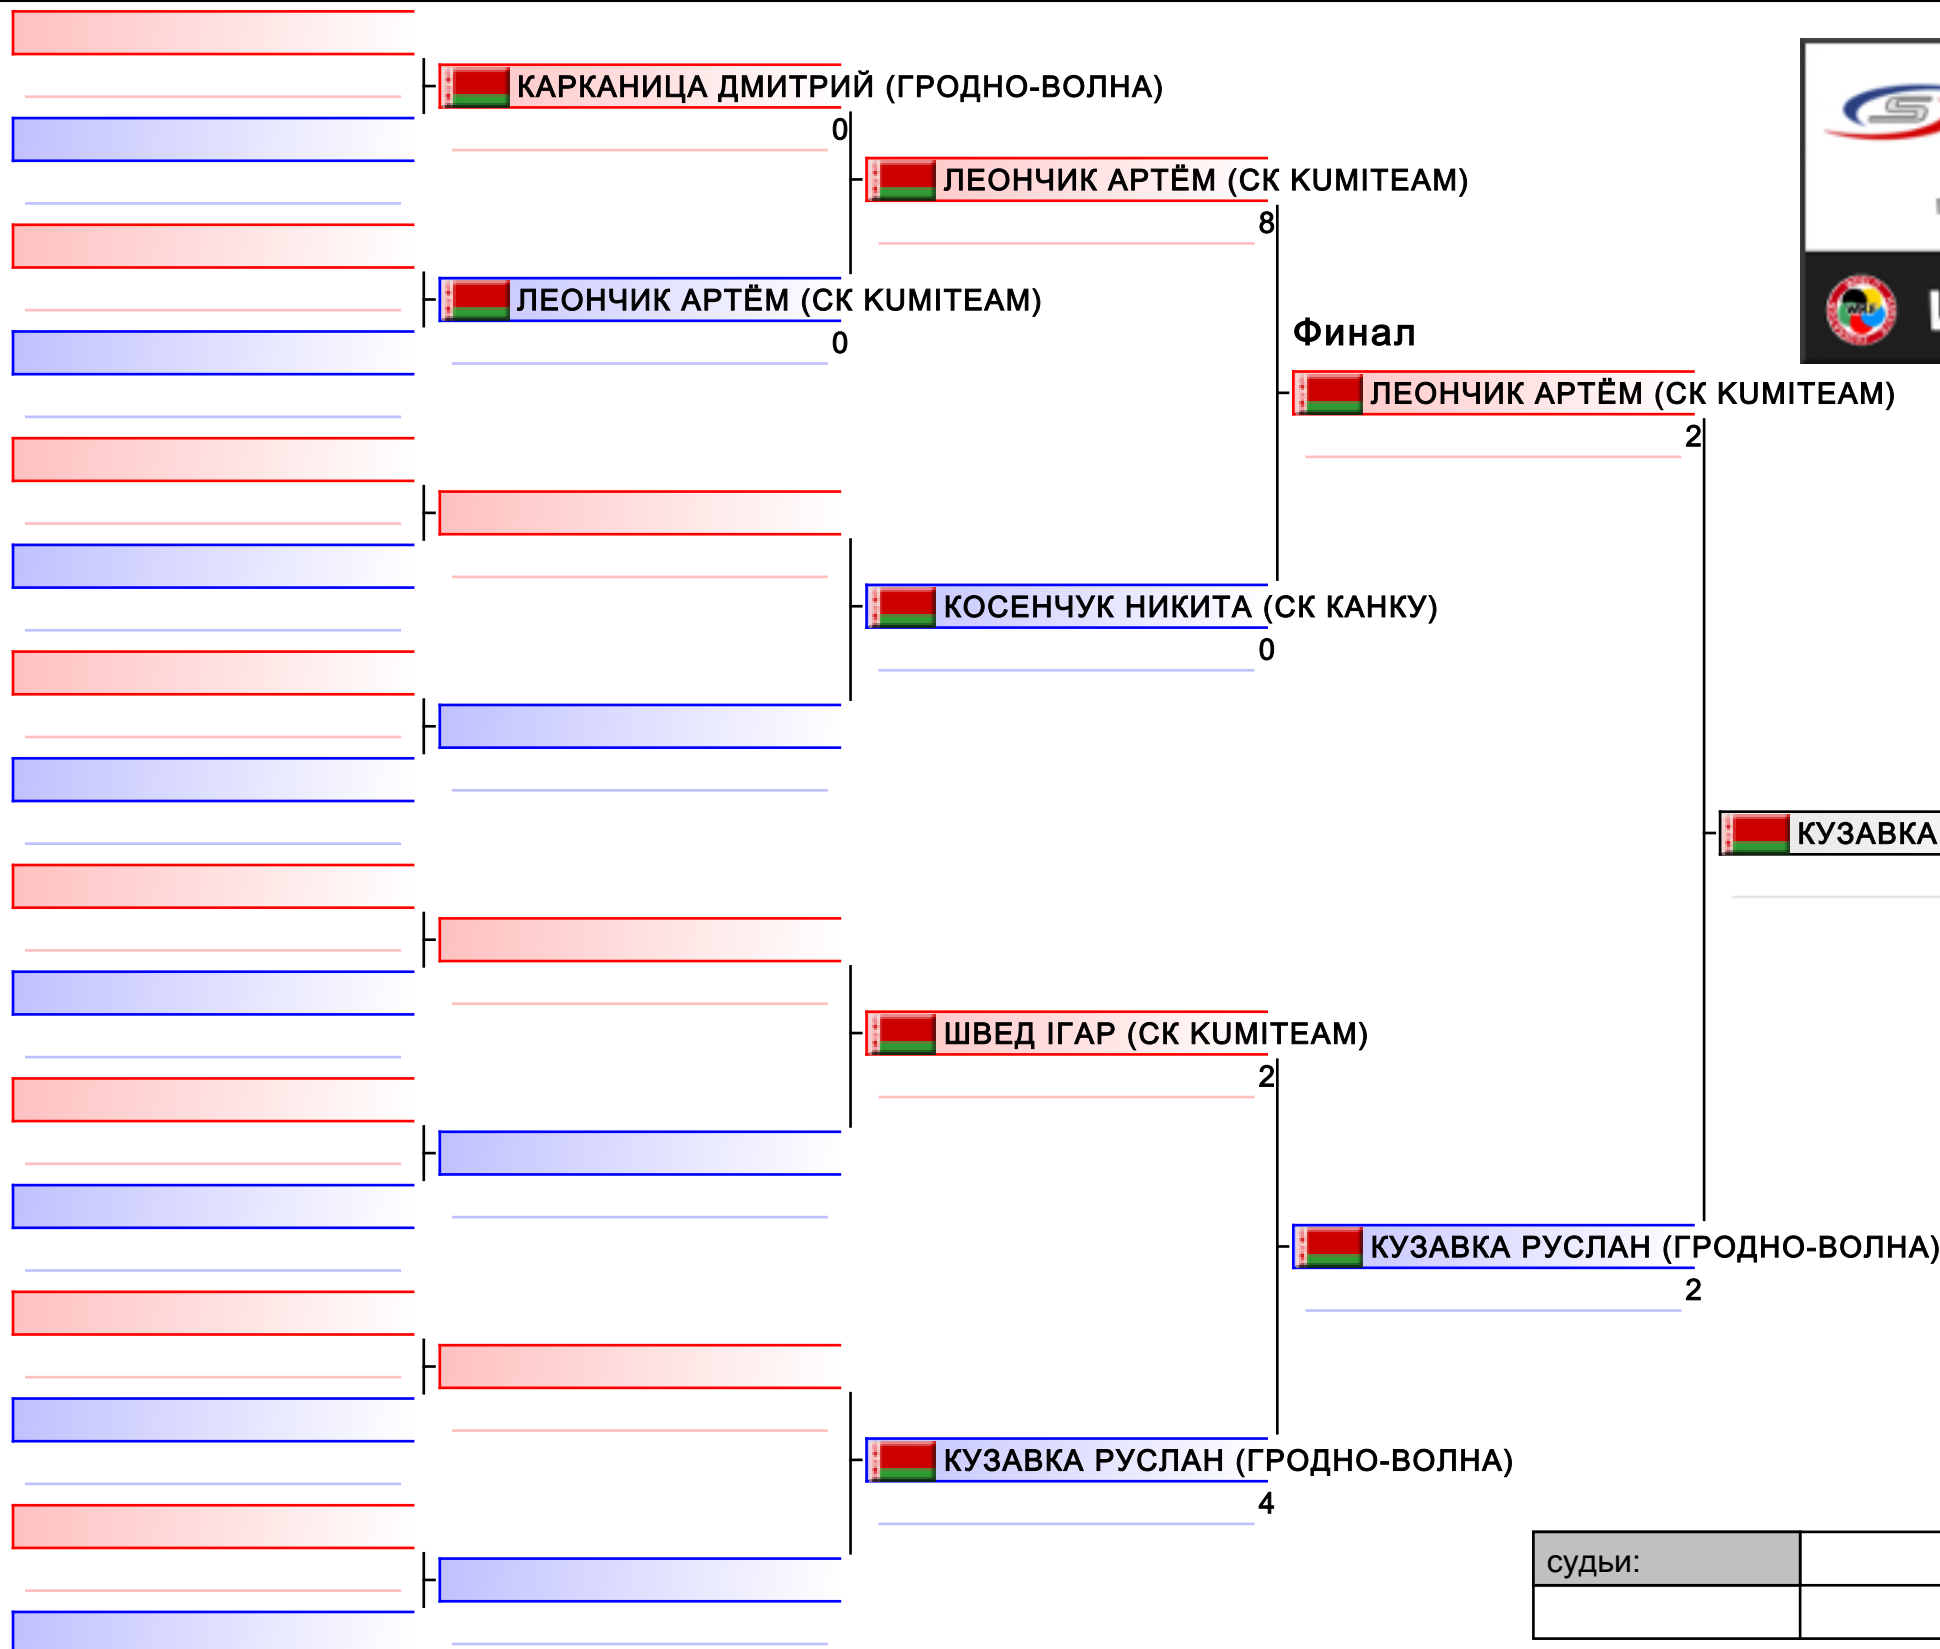 КАРКАНИЦА ДМИТРИЙ (ГРОДНО-ВОЛНА)
0
ЛЕОНЧИК АРТЁМ (СК KUMITEAM)
8
ЛЕОНЧИК АРТЁМ (СК KUMITEAM)
0
Финал
ЛЕОНЧИК АРТЁМ (СК KUMITEAM)
2
КОСЕНЧУК НИКИТА (СК КАНКУ)
0
КУЗАВКА
ШВЕД ІГАР (СК KUMITEAM)
2
КУЗАВКА РУСЛАН (ГРОДНО-ВОЛНА)
2
КУЗАВКА РУСЛАН (ГРОДНО-ВОЛНА)
4
судьи: